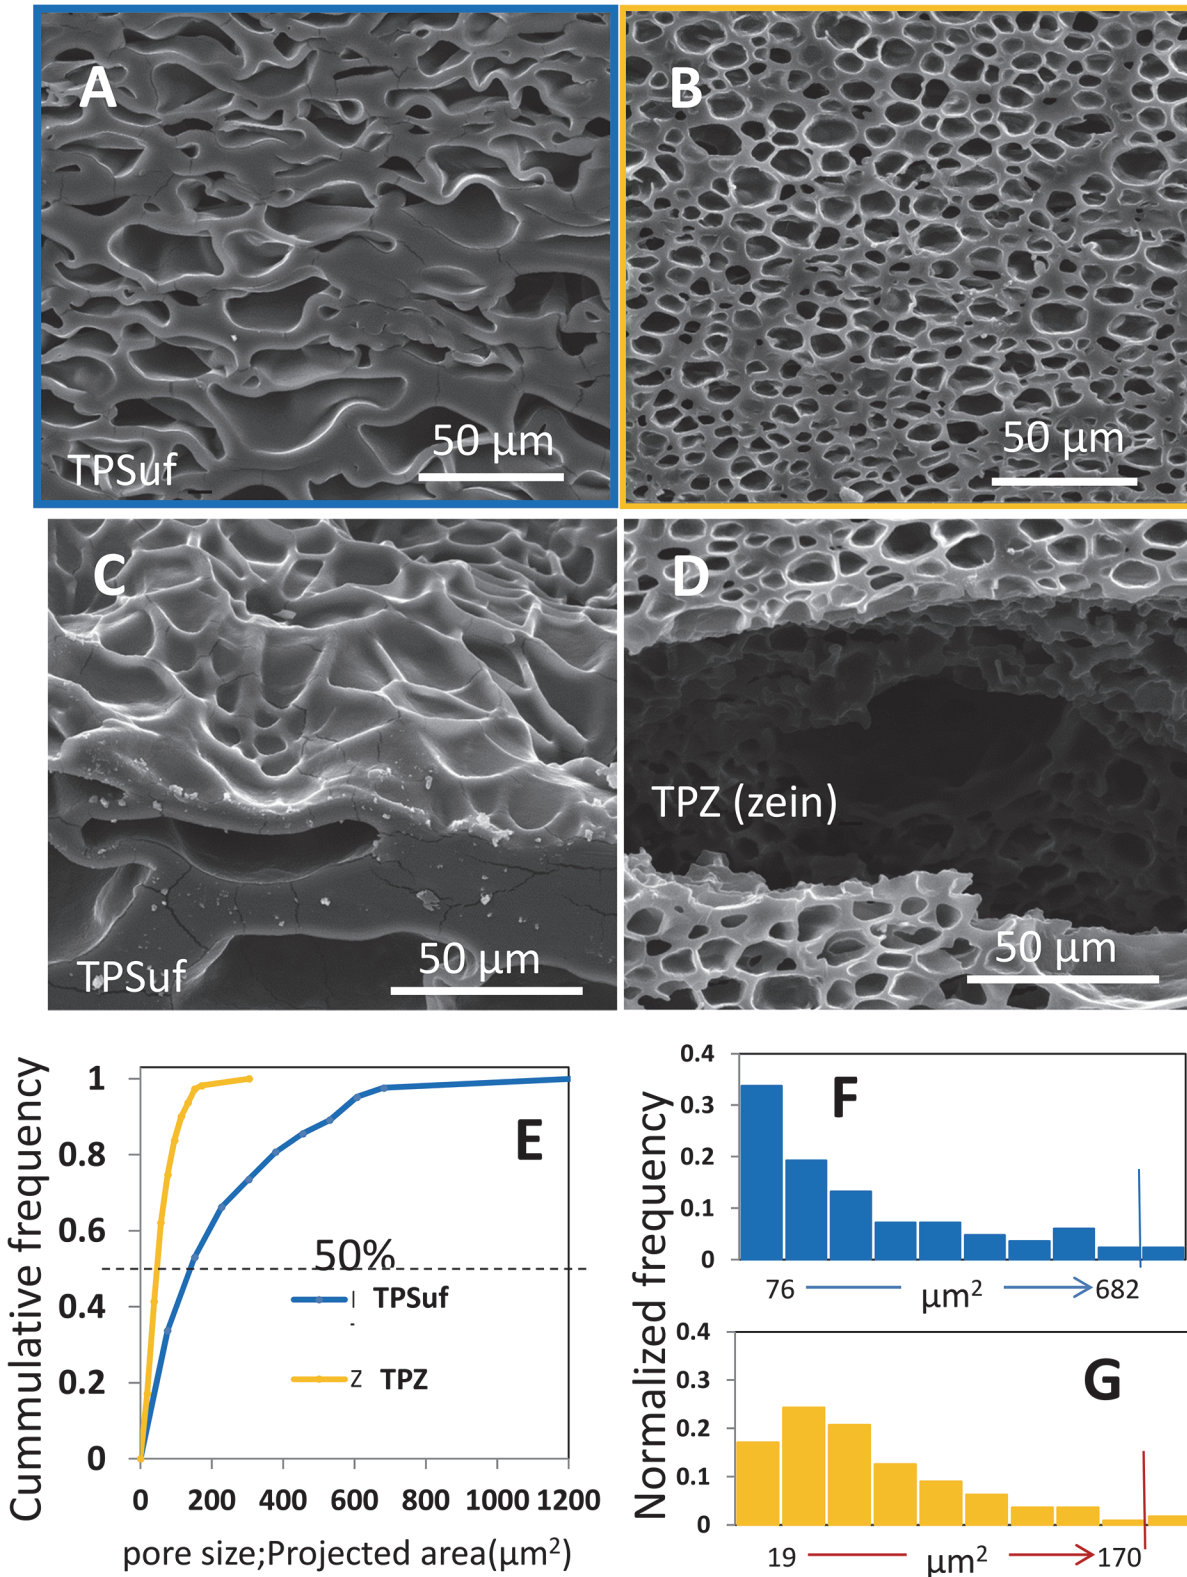 A
50 µm
TPSuf
B
50 µm
C
50 µm
TPSuf
D
TPZ (zein)
50 µm
Cummulative frequency
1
0.8
0.6
0.4
0.2
0
E
50%
TPSuf
Z TPZ
0 200 400 600 800 1000 1200
pore size;Projected area(µm²)
Normalized frequency
0.4
0.3
0.2
0.1
0
F
76 µm² 682
0.4
0.3
0.2
0.1
0
G
19 µm² 170